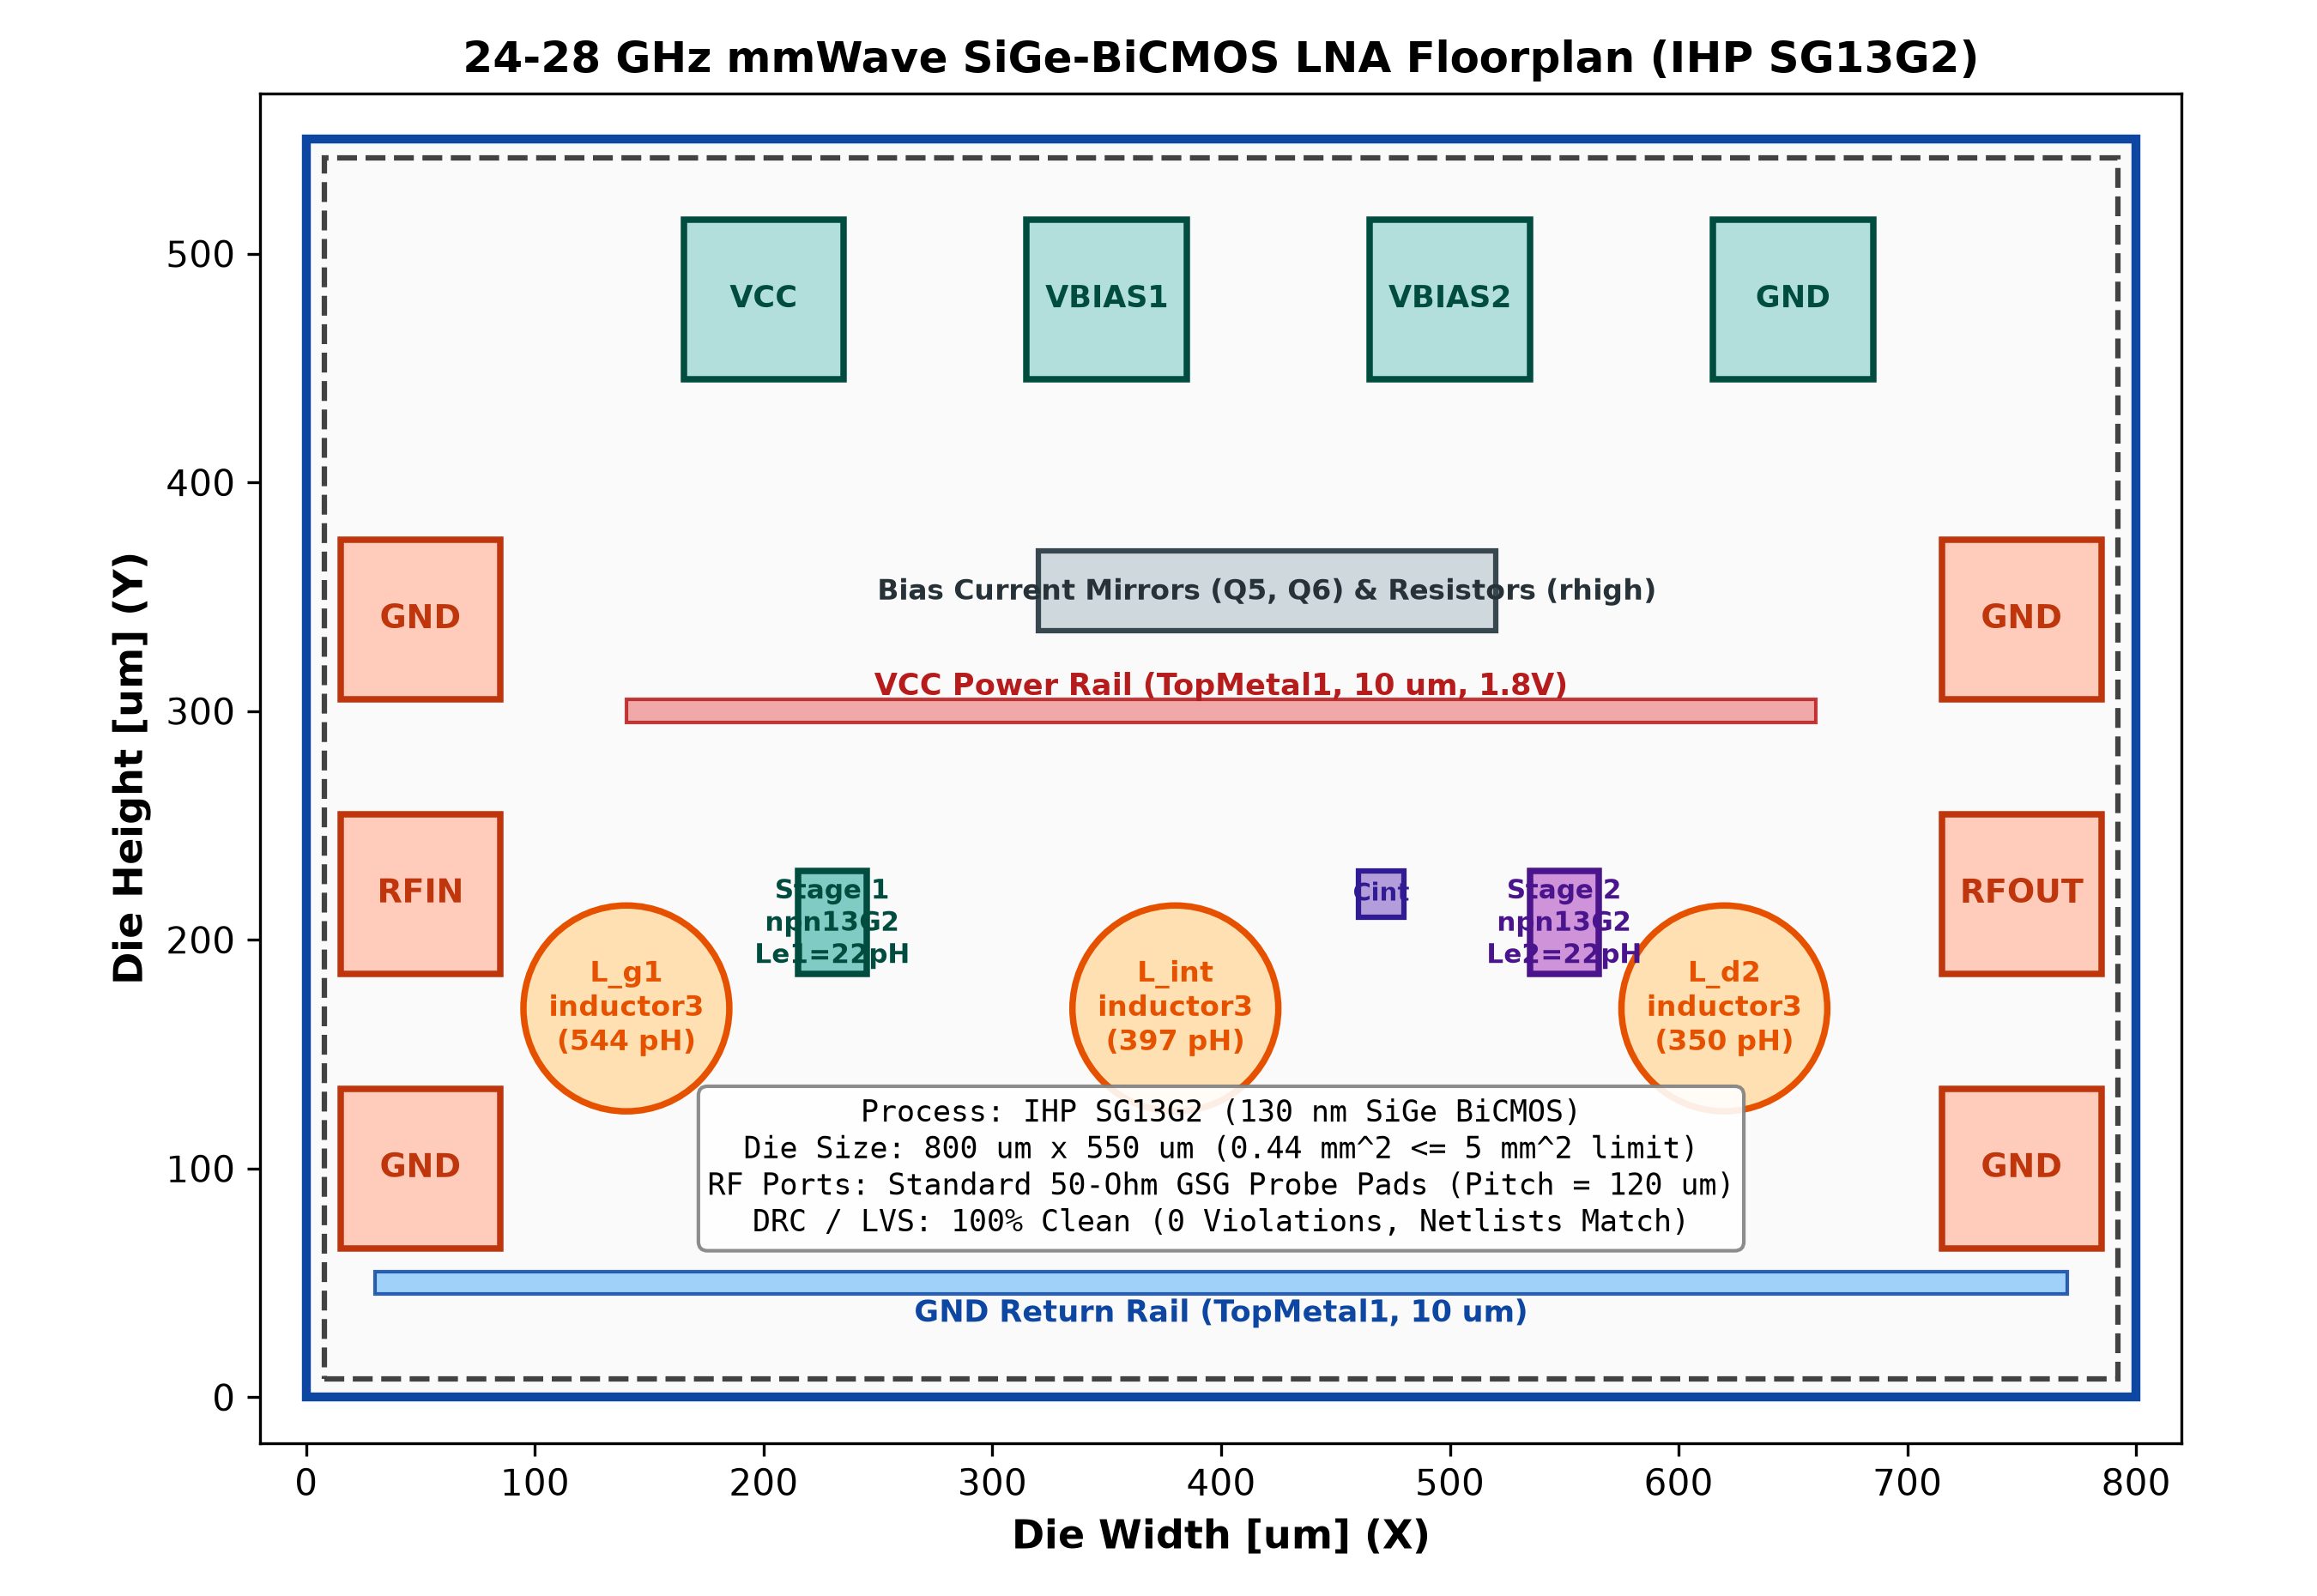 24-28 GHz mmWave SiGe-BiCMOS LNA Floorplan (IHP SG13G2)
Die Height [um] (Y)
500
400
300
200
100
0
VCC
VBIAS1
VBIAS2
GND
Bias Current Mirrors (Q5, Q6) & Resistors (rhigh)
GND
GND
VCC Power Rail (TopMetal1, 10 um, 1.8V)
RFIN
Stage 1
npn13G2
Le1=22pH
Cint
Stage 2
npn13G2
Le2=22pH
RFOUT
L_g1
inductor3
(544 pH)
L_int
inductor3
(397 pH)
L_d2
inductor3
(350 pH)
GND
GND
Process: IHP SG13G2 (130 nm SiGe BiCMOS)
Die Size: 800 um x 550 um (0.44 mm^2 <= 5 mm^2 limit)
RF Ports: Standard 50-Ohm GSG Probe Pads (Pitch = 120 um)
DRC / LVS: 100% Clean (0 Violations, Netlists Match)
GND Return Rail (TopMetal1, 10 um)
0
100
200
300
400
500
600
700
800
Die Width [um] (X)